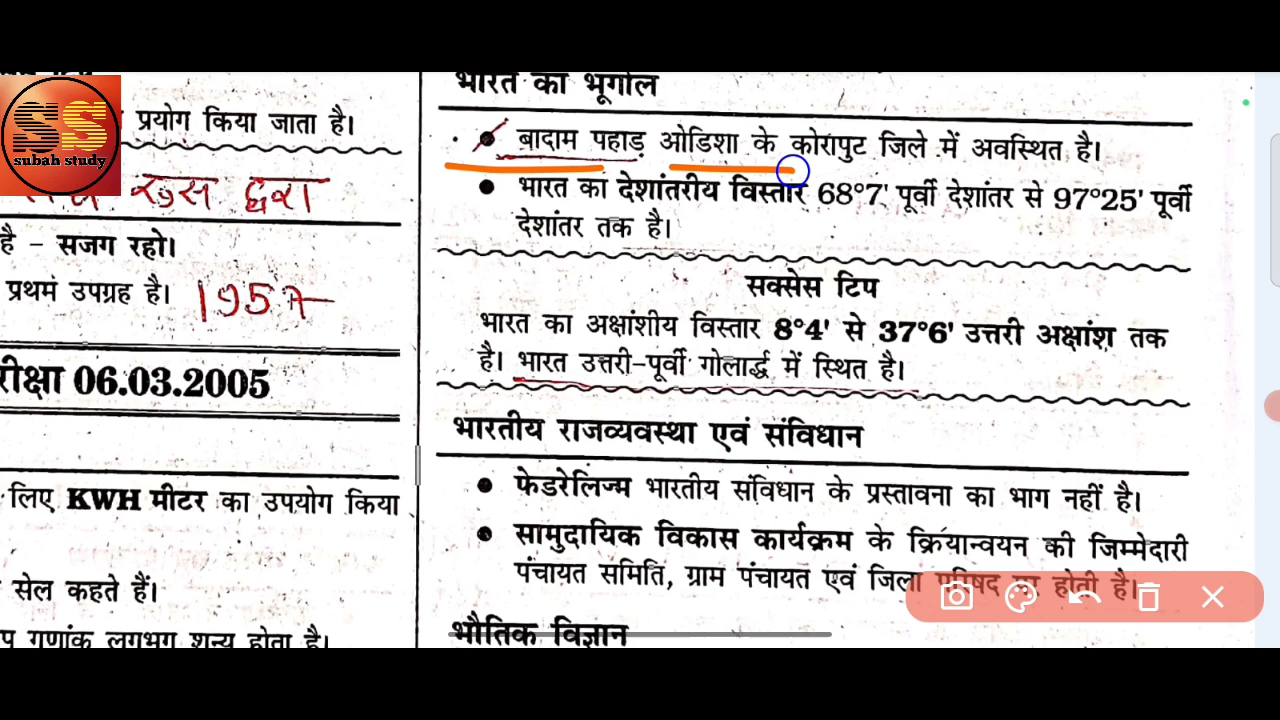 SS
subah study
प्रयोग किया जाता है।
रूस द्वारा
है – सजग रहो।
प्रथम उपग्रह है। 1957
रीक्षा 06.03.2005
लिए KWH मीटर का उपयोग किया
सेल कहते हैं।
गुणांक लगभग शून्य होता है।
भारत का भूगोल
• बादाम पहाड़ ओडिशा के कोरापुट जिले में अवस्थित है।
• भारत का देशांतरीय विस्तार 68°7' पूर्वी देशांतर से 97°25' पूर्वी
देशांतर तक है।
सक्सेस टिप
भारत का अक्षांशीय विस्तार 8°4' से 37°6' उत्तरी अक्षांश तक
है। भारत उत्तरी-पूर्वी गोलार्द्ध में स्थित है।
भारतीय राजव्यवस्था एवं संविधान
• फेडरेलिज्म भारतीय संविधान के प्रस्तावना का भाग नहीं है।
• सामुदायिक विकास कार्यक्रम के क्रियान्वयन की जिम्मेदारी
पंचायत समिति, ग्राम पंचायत एवं जिला परिषद पर होती है।
भौतिक विज्ञान